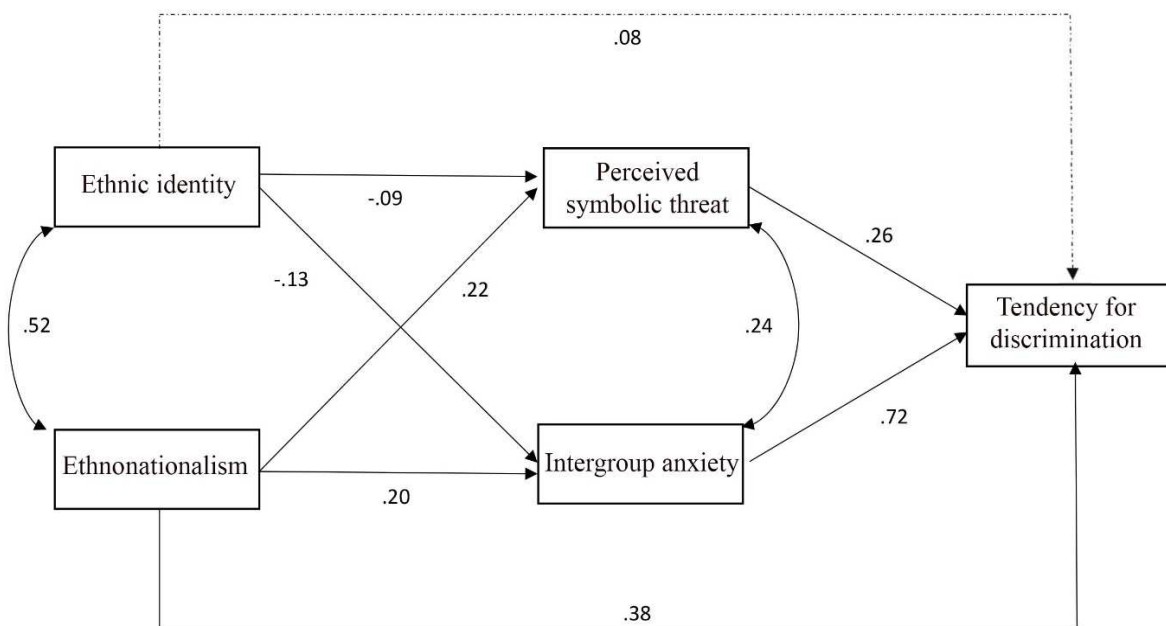 .08
Ethnic identity
-.09
Perceived
symbolic threat
.26
-.13
.22
.52
.24
Tendency for
discrimination
.72
Ethnonationalism
.20
Intergroup anxiety
.38